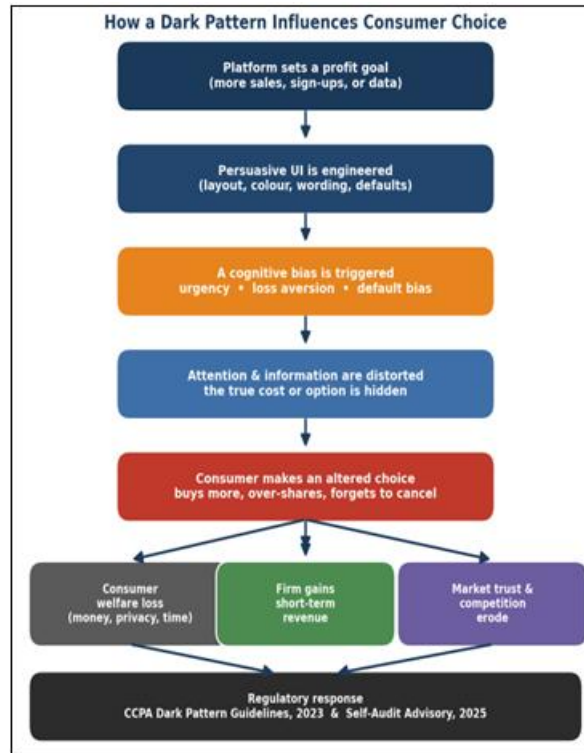 How a Dark Pattern Influences Consumer Choice
Platform sets a profit goal
(more sales, sign-ups, or data)
Persuasive UI is engineered
(layout, colour, wording, defaults)
A cognitive bias is triggered
urgency • loss aversion • default bias
Attention & information are distorted
the true cost or option is hidden
Consumer makes an altered choice
buys more, over-shares, forgets to cancel
Consumer
welfare loss
(money, privacy, time)
Firm gains
short-term
revenue
Market trust &
competition
erode
Regulatory response
CCPA Dark Pattern Guidelines, 2023 & Self-Audit Advisory, 2025